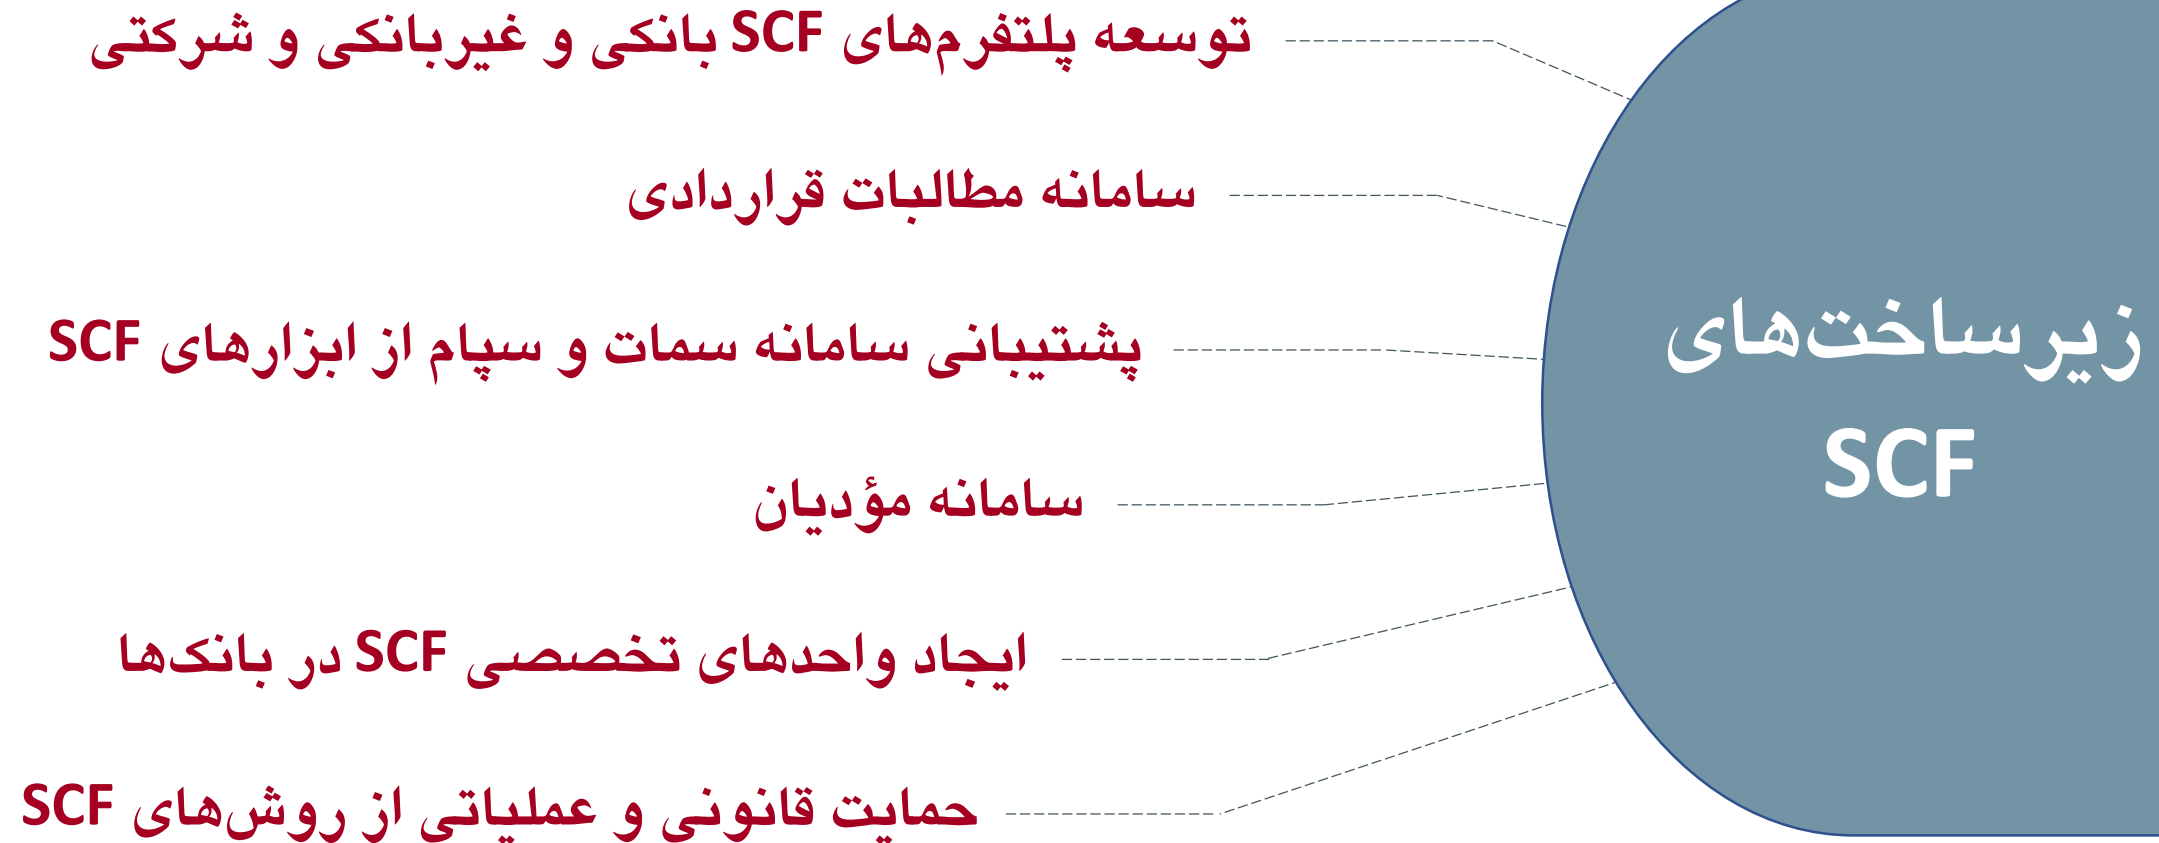 زیرساخت‌های
SCF
توسعه پلتفرم‌های SCF بانکی و غیربانکی و شرکتی
سامانه مطالبات قراردادی
پشتیبانی سامانه سمات و سپام از ابزارهای SCF
سامانه مؤدیان
ایجاد واحدهای تخصصی SCF در بانک‌ها
حمایت قانونی و عملیاتی از روش‌های SCF